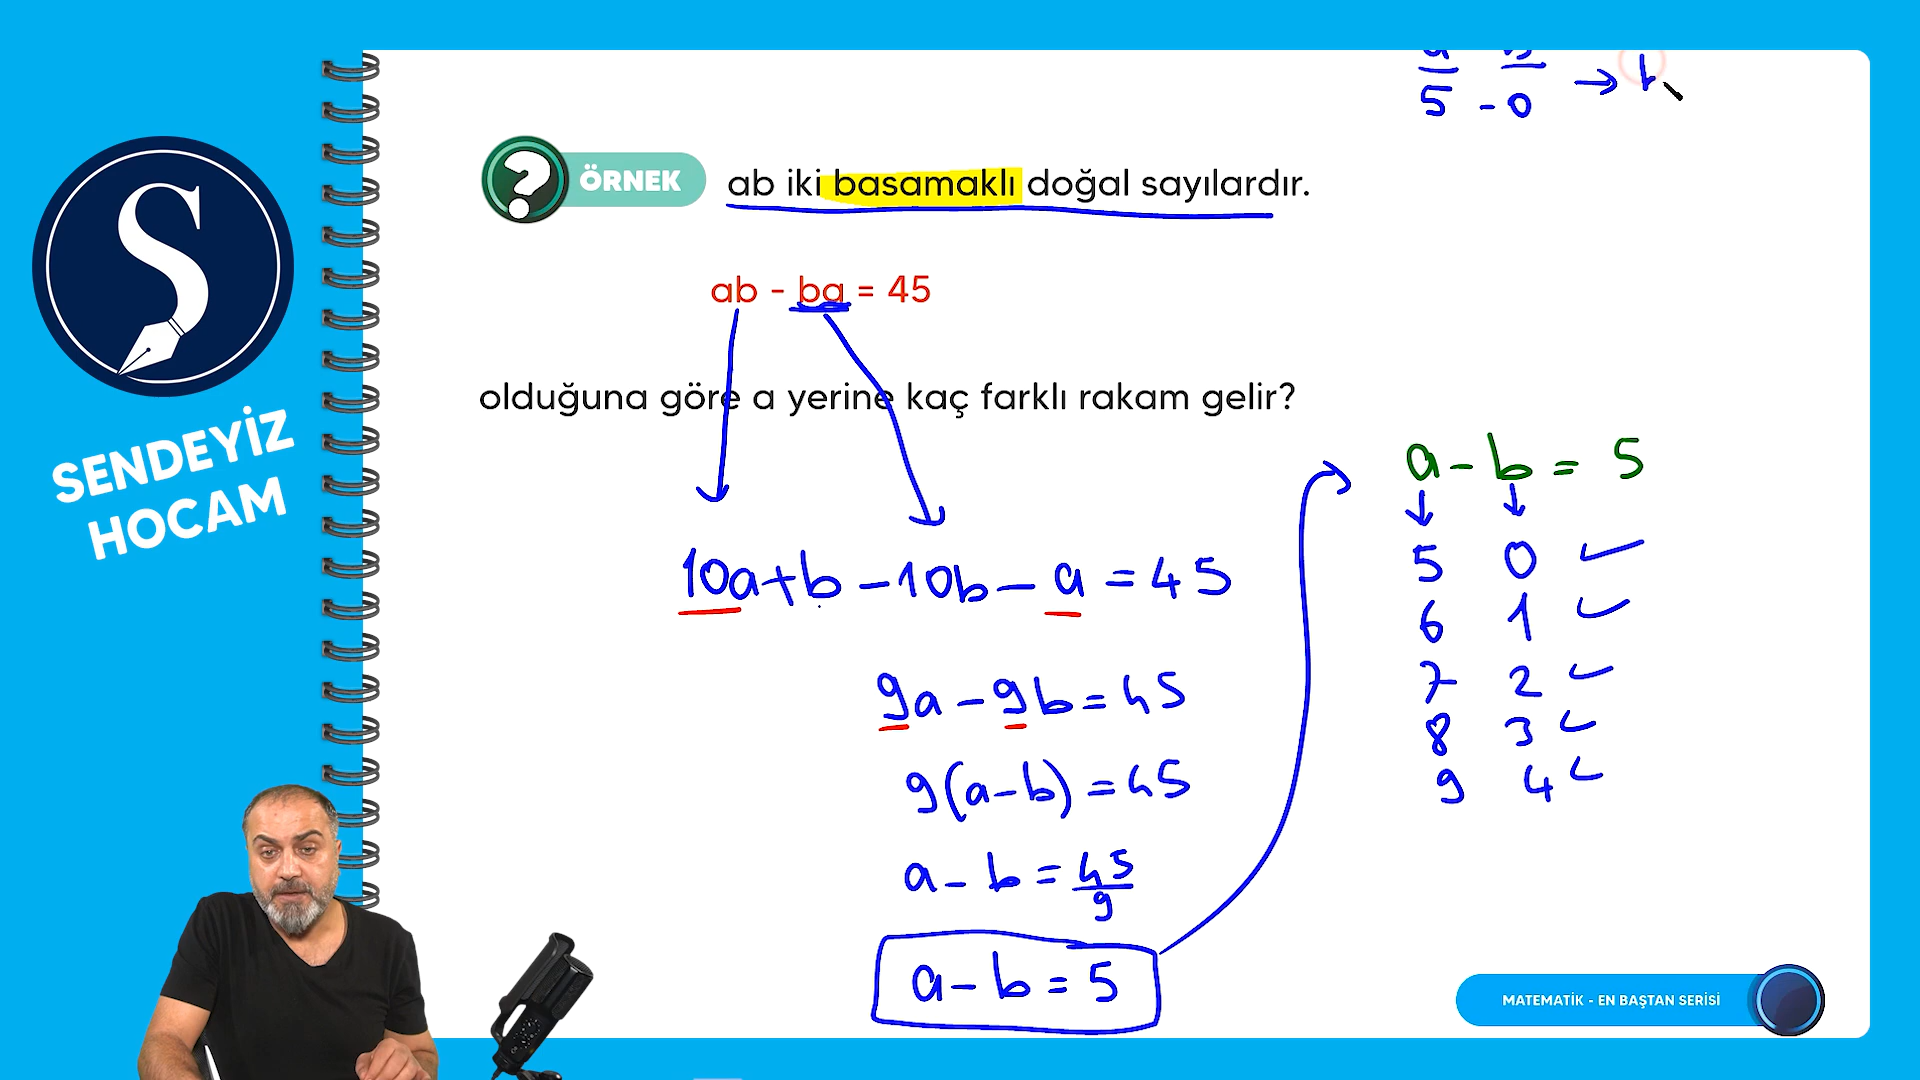 5 - 0 →
ÖRNEK
ab iki basamaklı doğal sayılardır.
ab - ba = 45
olduğuna göre a yerine kaç farklı rakam gelir?
SENDEYİZ
HOCAM
10a+b-10b-a=45
9a-9b=45
9(a-b)=45
a-b=45/9
a-b=5
a-b=5
↓ ↓
5 0 ✓
6 1 ✓
7 2 ✓
8 3 ✓
9 4 ✓
MATEMATİK - EN BAŞTAN SERİSİ